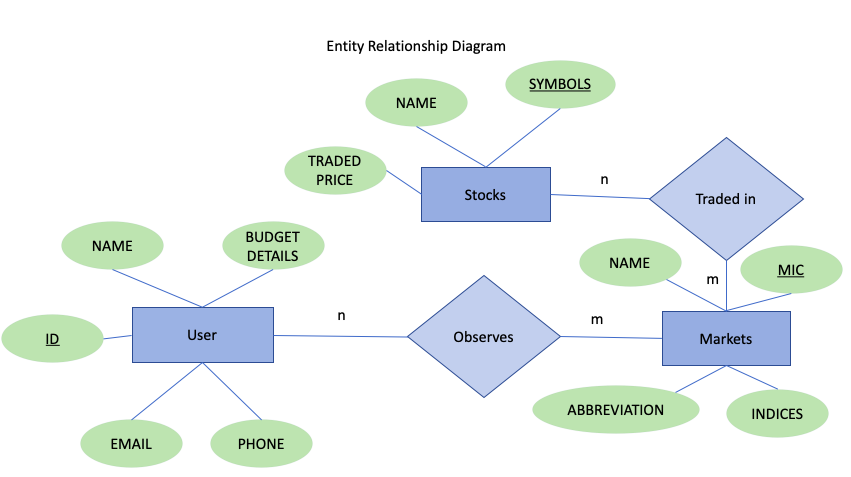 Entity Relationship Diagram
SYMBOLS
NAME
TRADED
PRICE
Stocks
n
Traded in
NAME
BUDGET
DETAILS
NAME
MIC
m
ID
User
n
Observes
m
Markets
ABBREVIATION
INDICES
EMAIL
PHONE